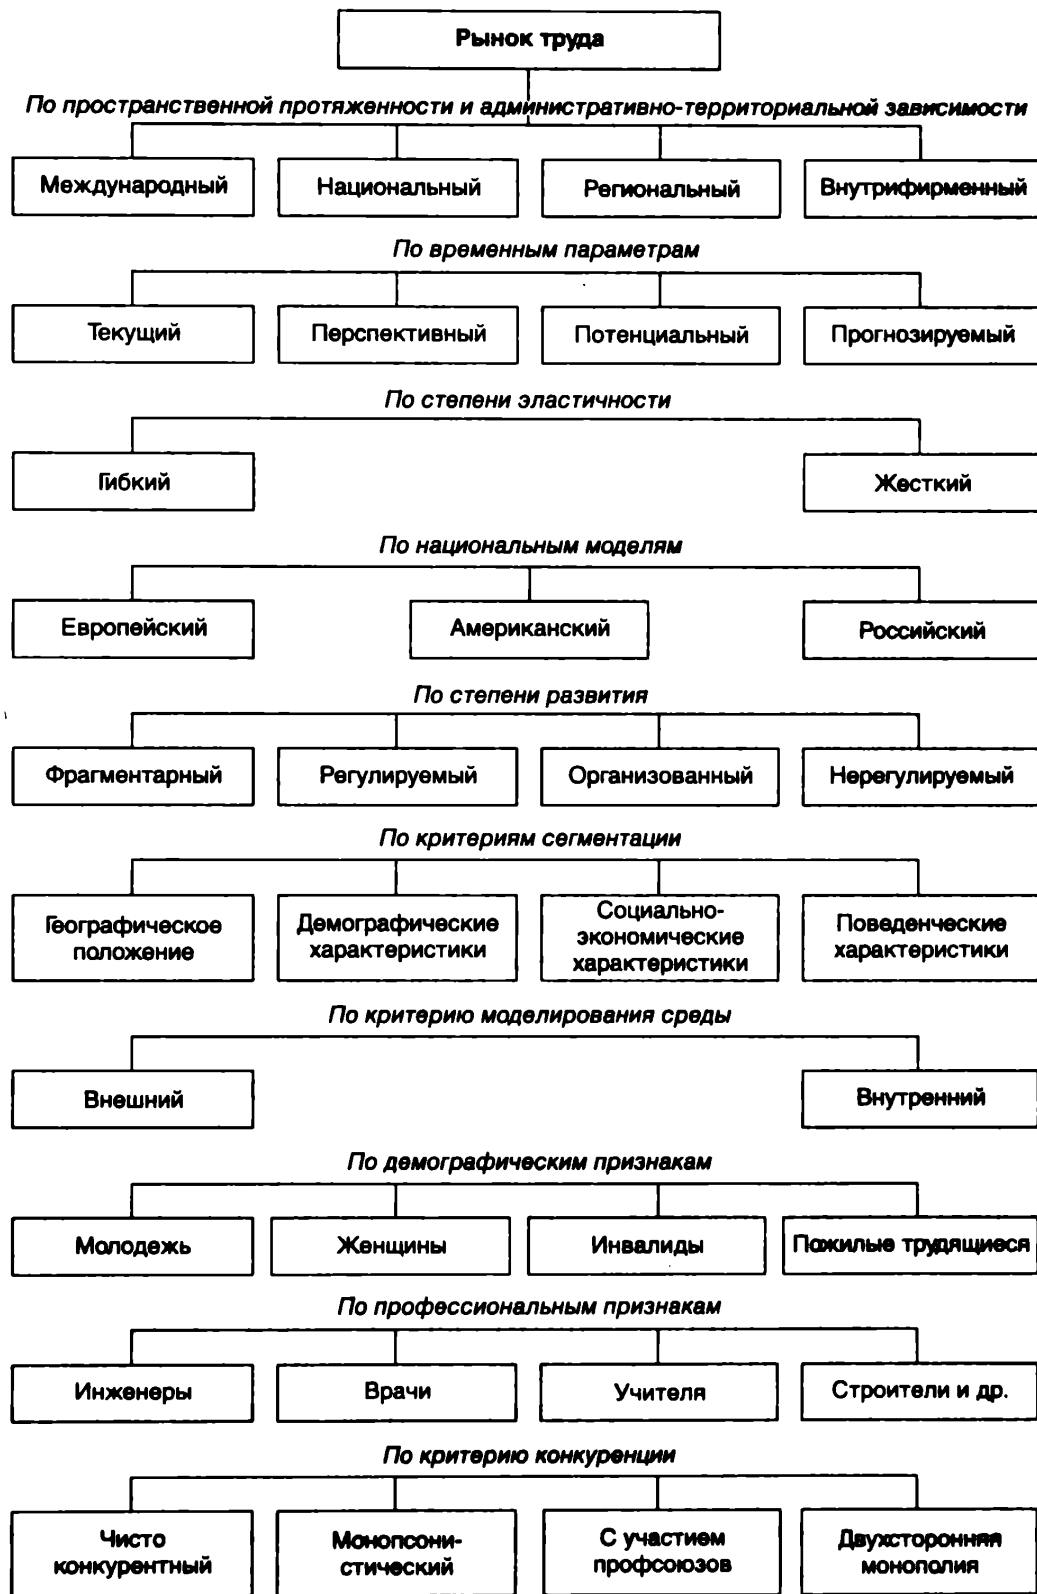 Рынок труда
По пространственной протяженности и административно-территориальной зависимости
Международный
Национальный
Региональный
Внутрифирменный
По временным параметрам
Текущий
Перспективный
Потенциальный
Прогнозируемый
По степени эластичности
Гибкий
Жесткий
По национальным моделям
Европейский
Американский
Российский
По степени развития
Фрагментарный
Регулируемый
Организованный
Нерегулируемый
По критериям сегментации
Географическое
положение
Демографические
характеристики
Социально-
экономические
характеристики
Поведенческие
характеристики
По критерию моделирования среды
Внешний
Внутренний
По демографическим признакам
Молодежь
Женщины
Инвалиды
Пожилые трудящиеся
По профессиональным признакам
Инженеры
Врачи
Учителя
Строители и др.
По критерию конкуренции
Чисто
конкурентный
Монопсони-
стический
С участием
профсоюзов
Двухсторонняя
монополия